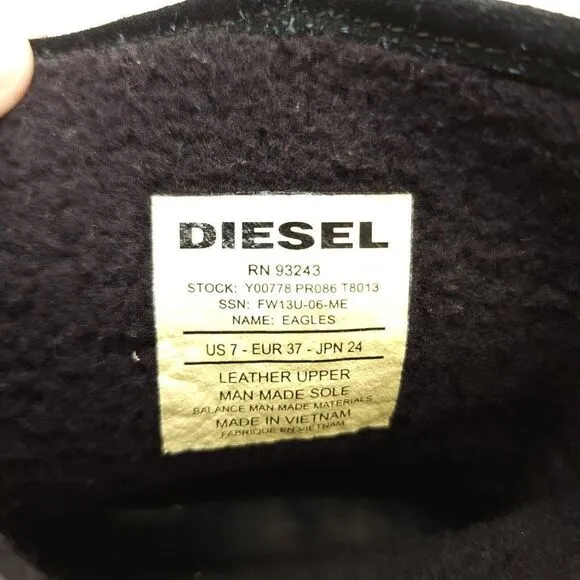 DIESEL
RN 93243
STOCK: Y00778 PR086 T8013
SSN: FW13U-06-ME
NAME: EAGLES
US 7 - EUR 37 - JPN 24
LEATHER UPPER
MAN MADE SOLE
BALANCE MAN MADE MATERIALS
MADE IN VIETNAM
FABRIQUE EN VIETNAM